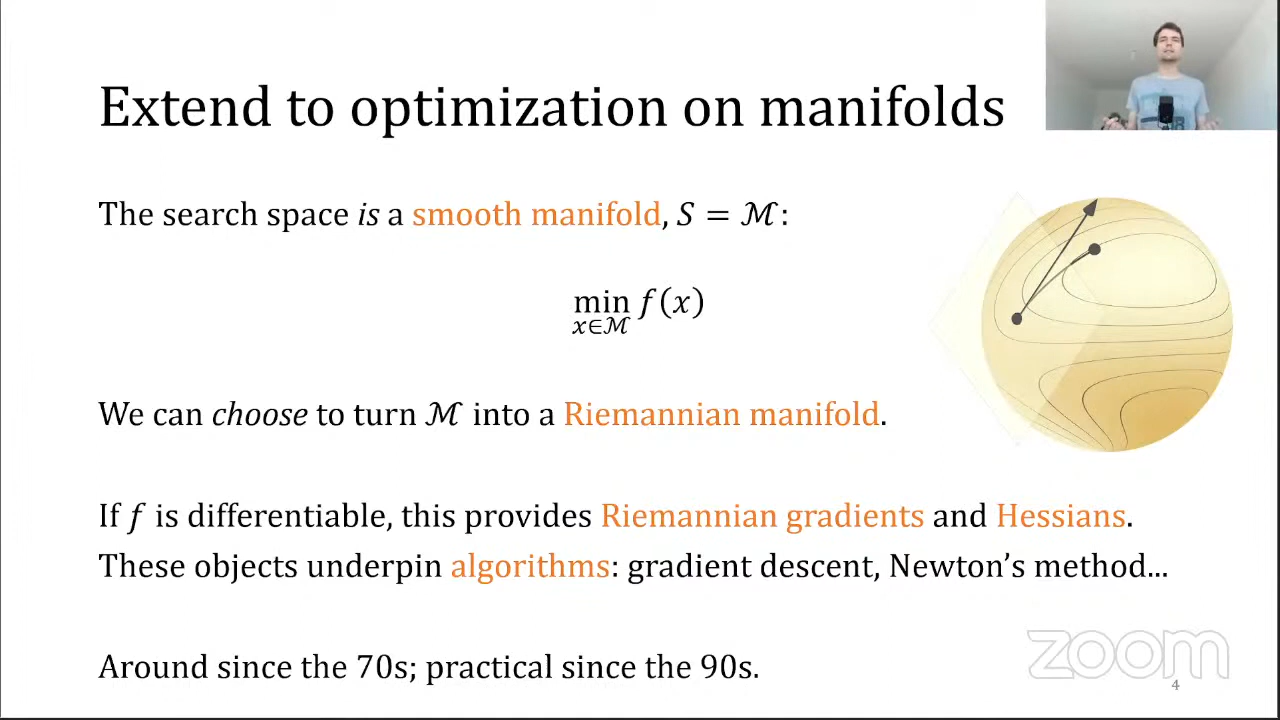 Extend to optimization on manifolds
The search space is a smooth manifold, S = ℳ:
min f(x)
x∈ℳ
We can choose to turn ℳ into a Riemannian manifold.
If f is differentiable, this provides Riemannian gradients and Hessians.
These objects underpin algorithms: gradient descent, Newton’s method...
Around since the 70s; practical since the 90s.
zoom
4